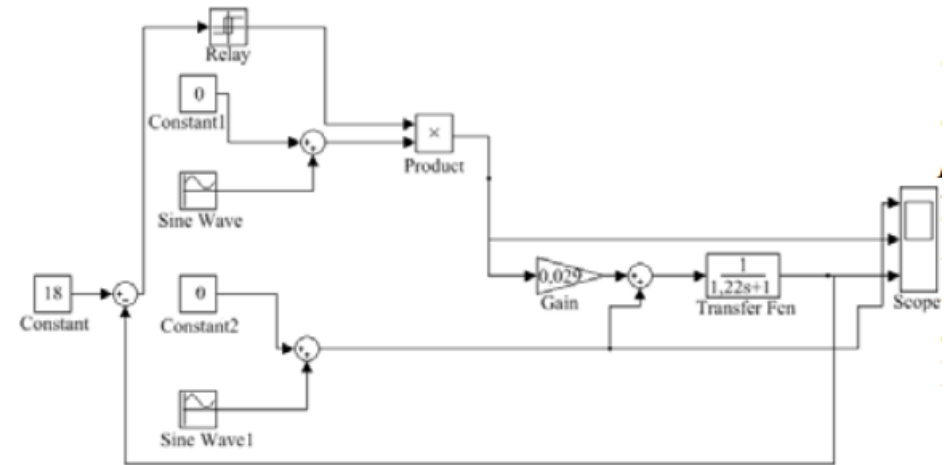 Relay
0
Constant1
×
Product
Sine Wave
0,029
Gain
1
1,22s+1
Transfer Fcn
Scope
18
Constant
0
Constant2
Sine Wave1